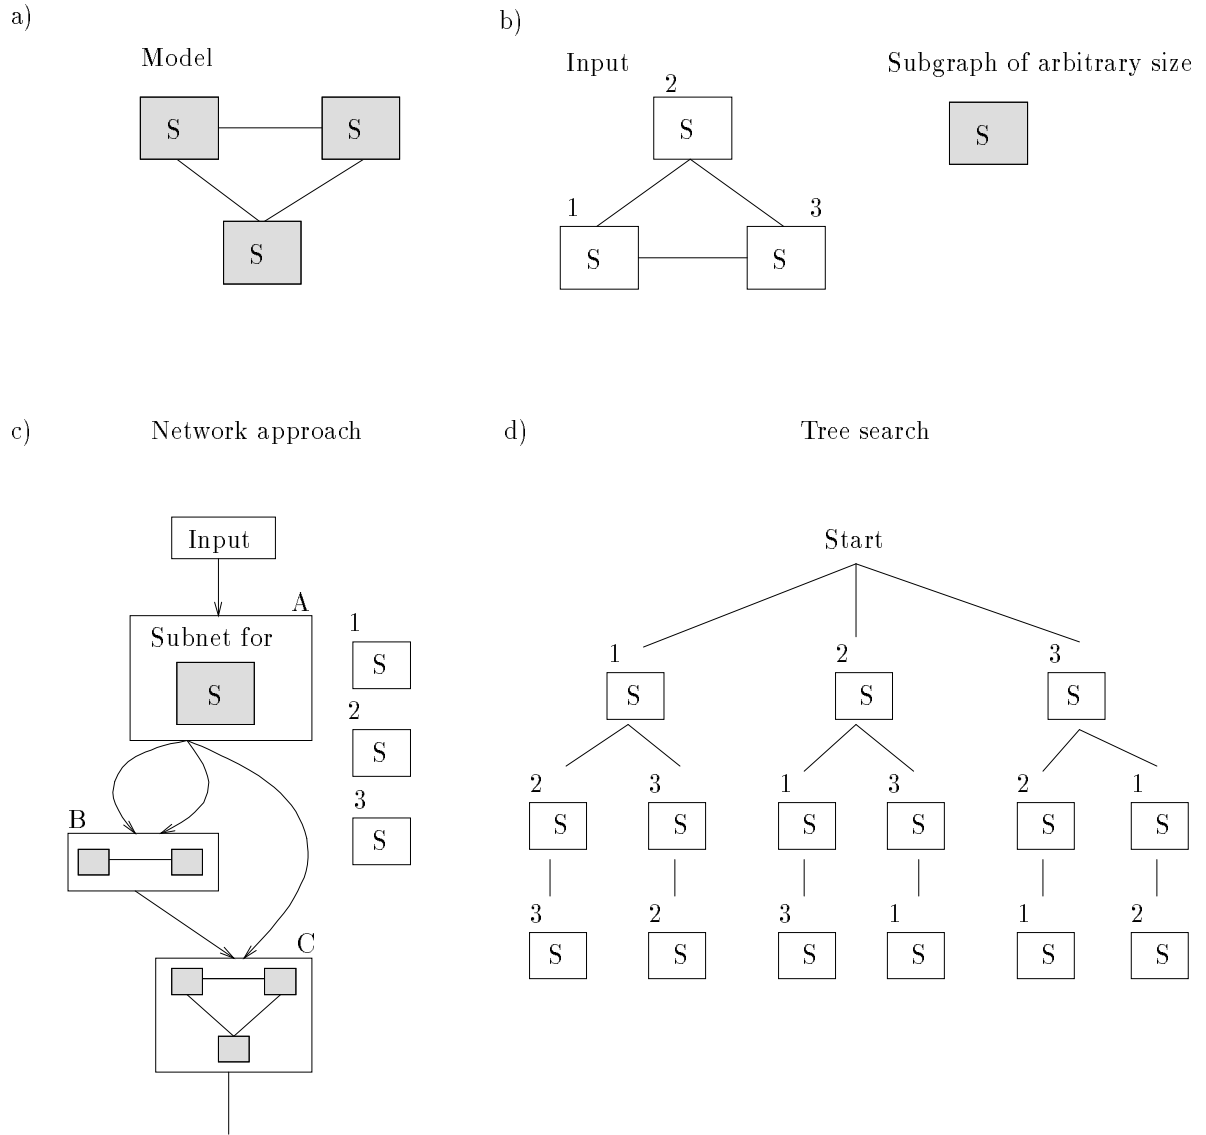 a)
Model
S
S
S
b)
Input
2
S
1
3
S
S
Subgraph of arbitrary size
S
c)
Network approach
Input
A
Subnet for
S
1
S
2
S
3
S
B
C
d)
Tree search
Start
1 2 3
S S S
2 3 1 3 2 1
S S S S S S
3 2 3 1 1 2
S S S S S S